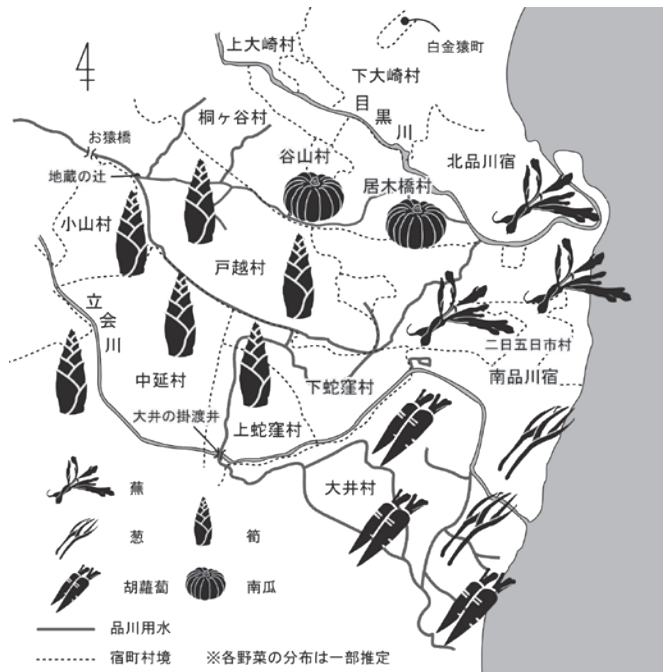 上大崎村
白金猿町
下大崎村
目黒川
桐ヶ谷村
お猿橋
谷山村
北品川宿
地蔵の辻
居木橋村
小山村
戸越村
立会川
二日五日市村
中延村
下蛇窪村
南品川宿
大井の掛渡井
上蛇窪村
大井村
蕪
葱
筍
胡蘿蔔
南瓜
品川用水
宿町村境
※各野菜の分布は一部推定